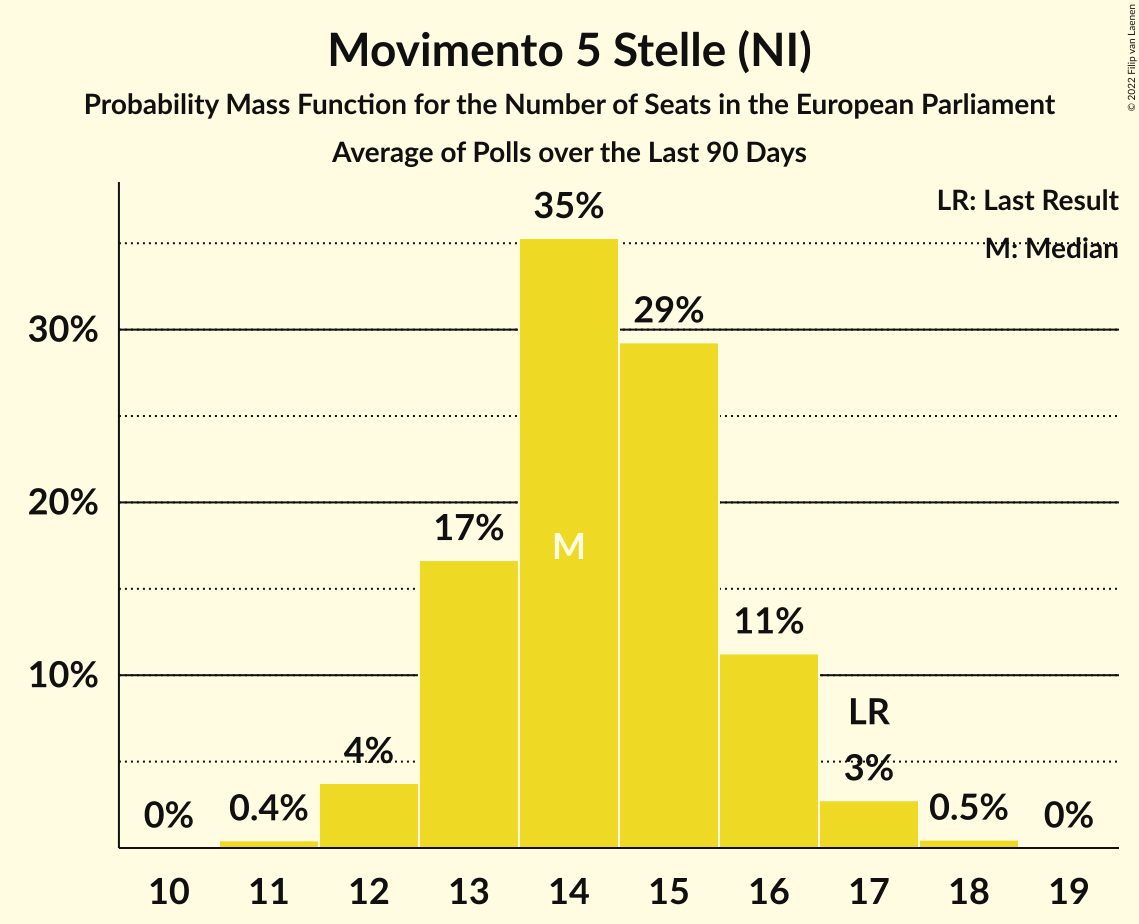 Movimento 5 Stelle (NI)
Probability Mass Function for the Number of Seats in the European Parliament
Average of Polls over the Last 90 Days
© 2022 Filip van Laenen
LR: Last Result
M: Median
35%
30%
29%
20%
17%
M
11%
10%
LR
4%
3%
0%
0.4%
0.5%
0%
10 11 12 13 14 15 16 17 18 19